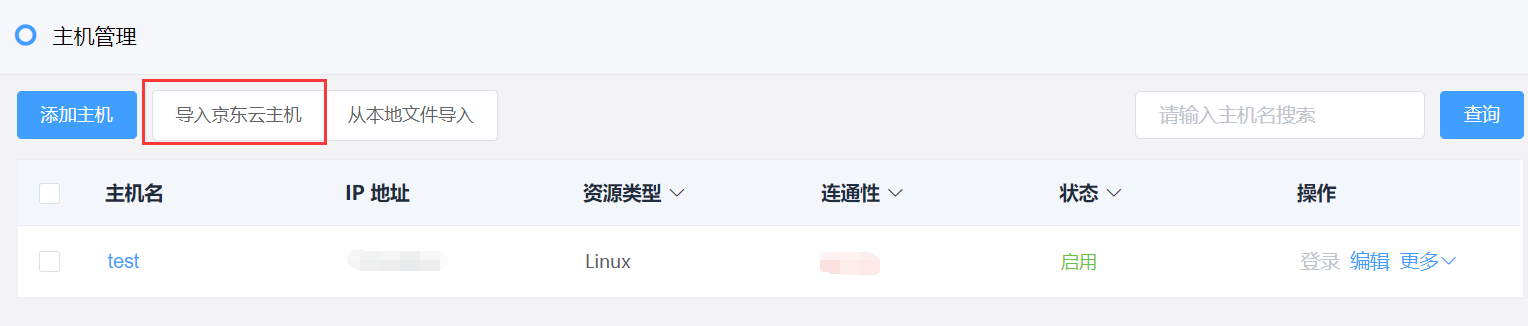 主机管理
添加主机 导入京东云主机 从本地文件导入 请输入主机名搜索 查询
主机名 IP 地址 资源类型 连通性 状态 操作
test Linux 启用 登录 编辑 更多